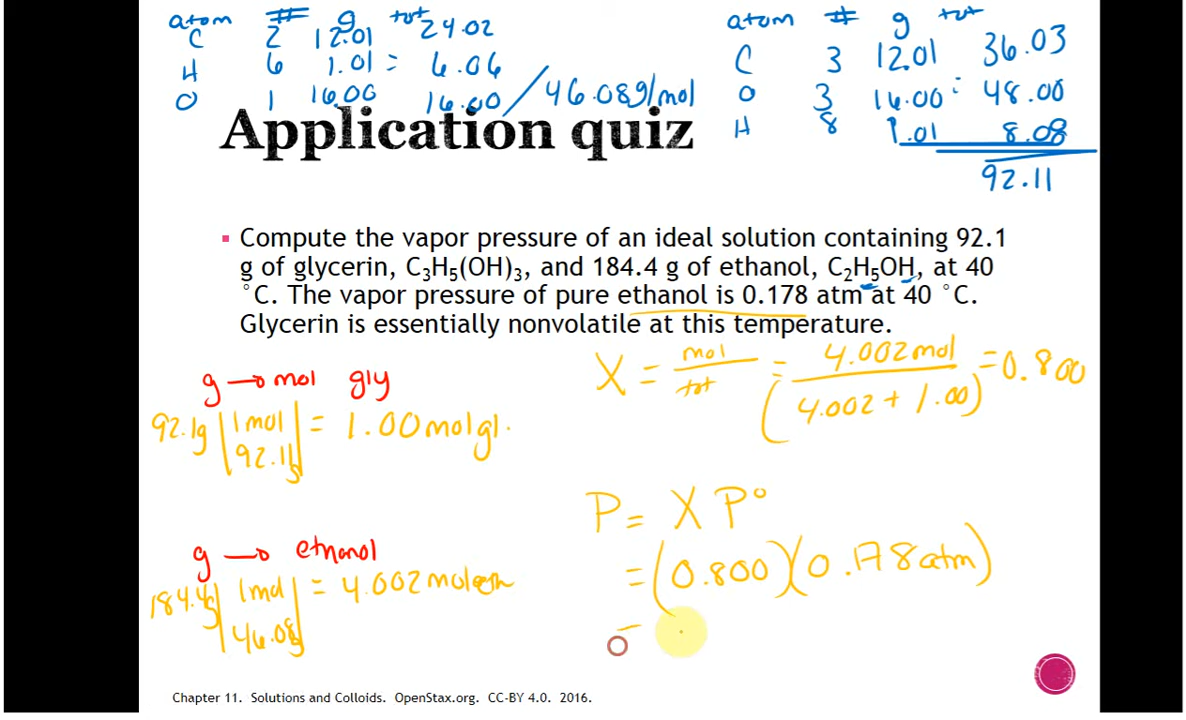 atom # g tot
C 2 12.01 24.02
H 6 1.01 = 6.06
O 1 16.00 16.00 / 46.08g/mol
atom # g tot
C 3 12.01 36.03
O 3 16.00 = 48.00
H 8 1.01 8.08
92.11
Application quiz
▪ Compute the vapor pressure of an ideal solution containing 92.1
g of glycerin, C₃H₅(OH)₃, and 184.4 g of ethanol, C₂H₅OH, at 40
°C. The vapor pressure of pure ethanol is 0.178 atm at 40 °C.
Glycerin is essentially nonvolatile at this temperature.
g → mol gly
92.1g | 1 mol | = 1.00 mol gl.
92.11g
g → ethanol
184.4g | 1 mol | = 4.002 mol eth
46.08g
X = mol / tot = 4.002 mol / (4.002 + 1.00) = 0.800
P = X P°
= (0.800)(0.178 atm)
=
Chapter 11. Solutions and Colloids. OpenStax.org. CC-BY 4.0. 2016.